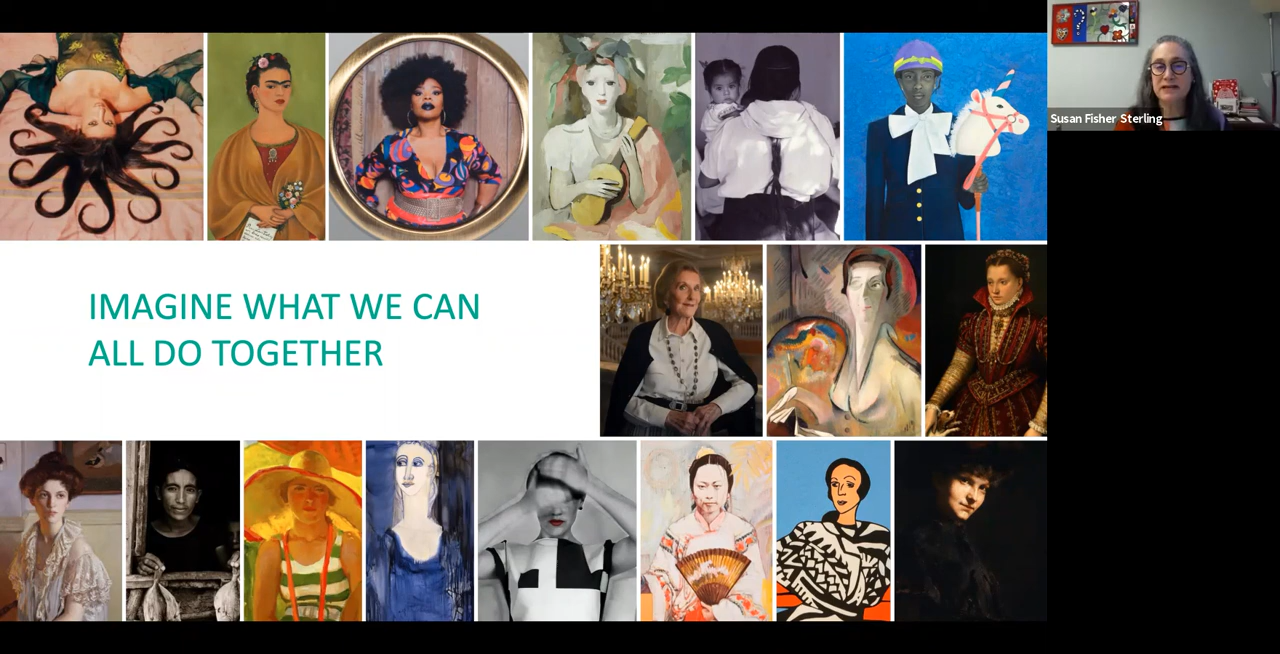 Susan Fisher Sterling
IMAGINE WHAT WE CAN
ALL DO TOGETHER